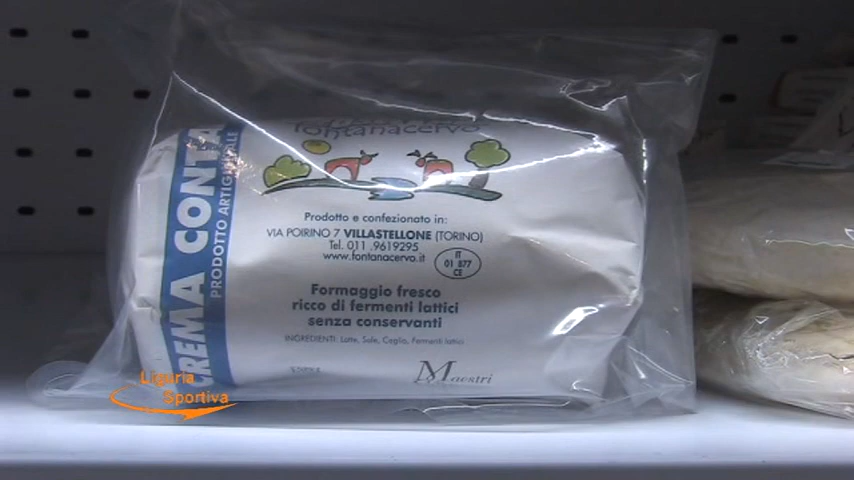 fontanacervo
CREMA CONTA
PRODOTTO ARTIGIANALE
Prodotto e confezionato in:
VIA POIRINO 7 VILLASTELLONE (TORINO)
Tel. 011 .9619295
www.fontanacervo.it
IT
01 877
CE
Formaggio fresco
ricco di fermenti lattici
senza conservanti
INGREDIENTI: Latte, Sale, Caglio, Fermenti lattici
Maestri
Liguria
Sportiva